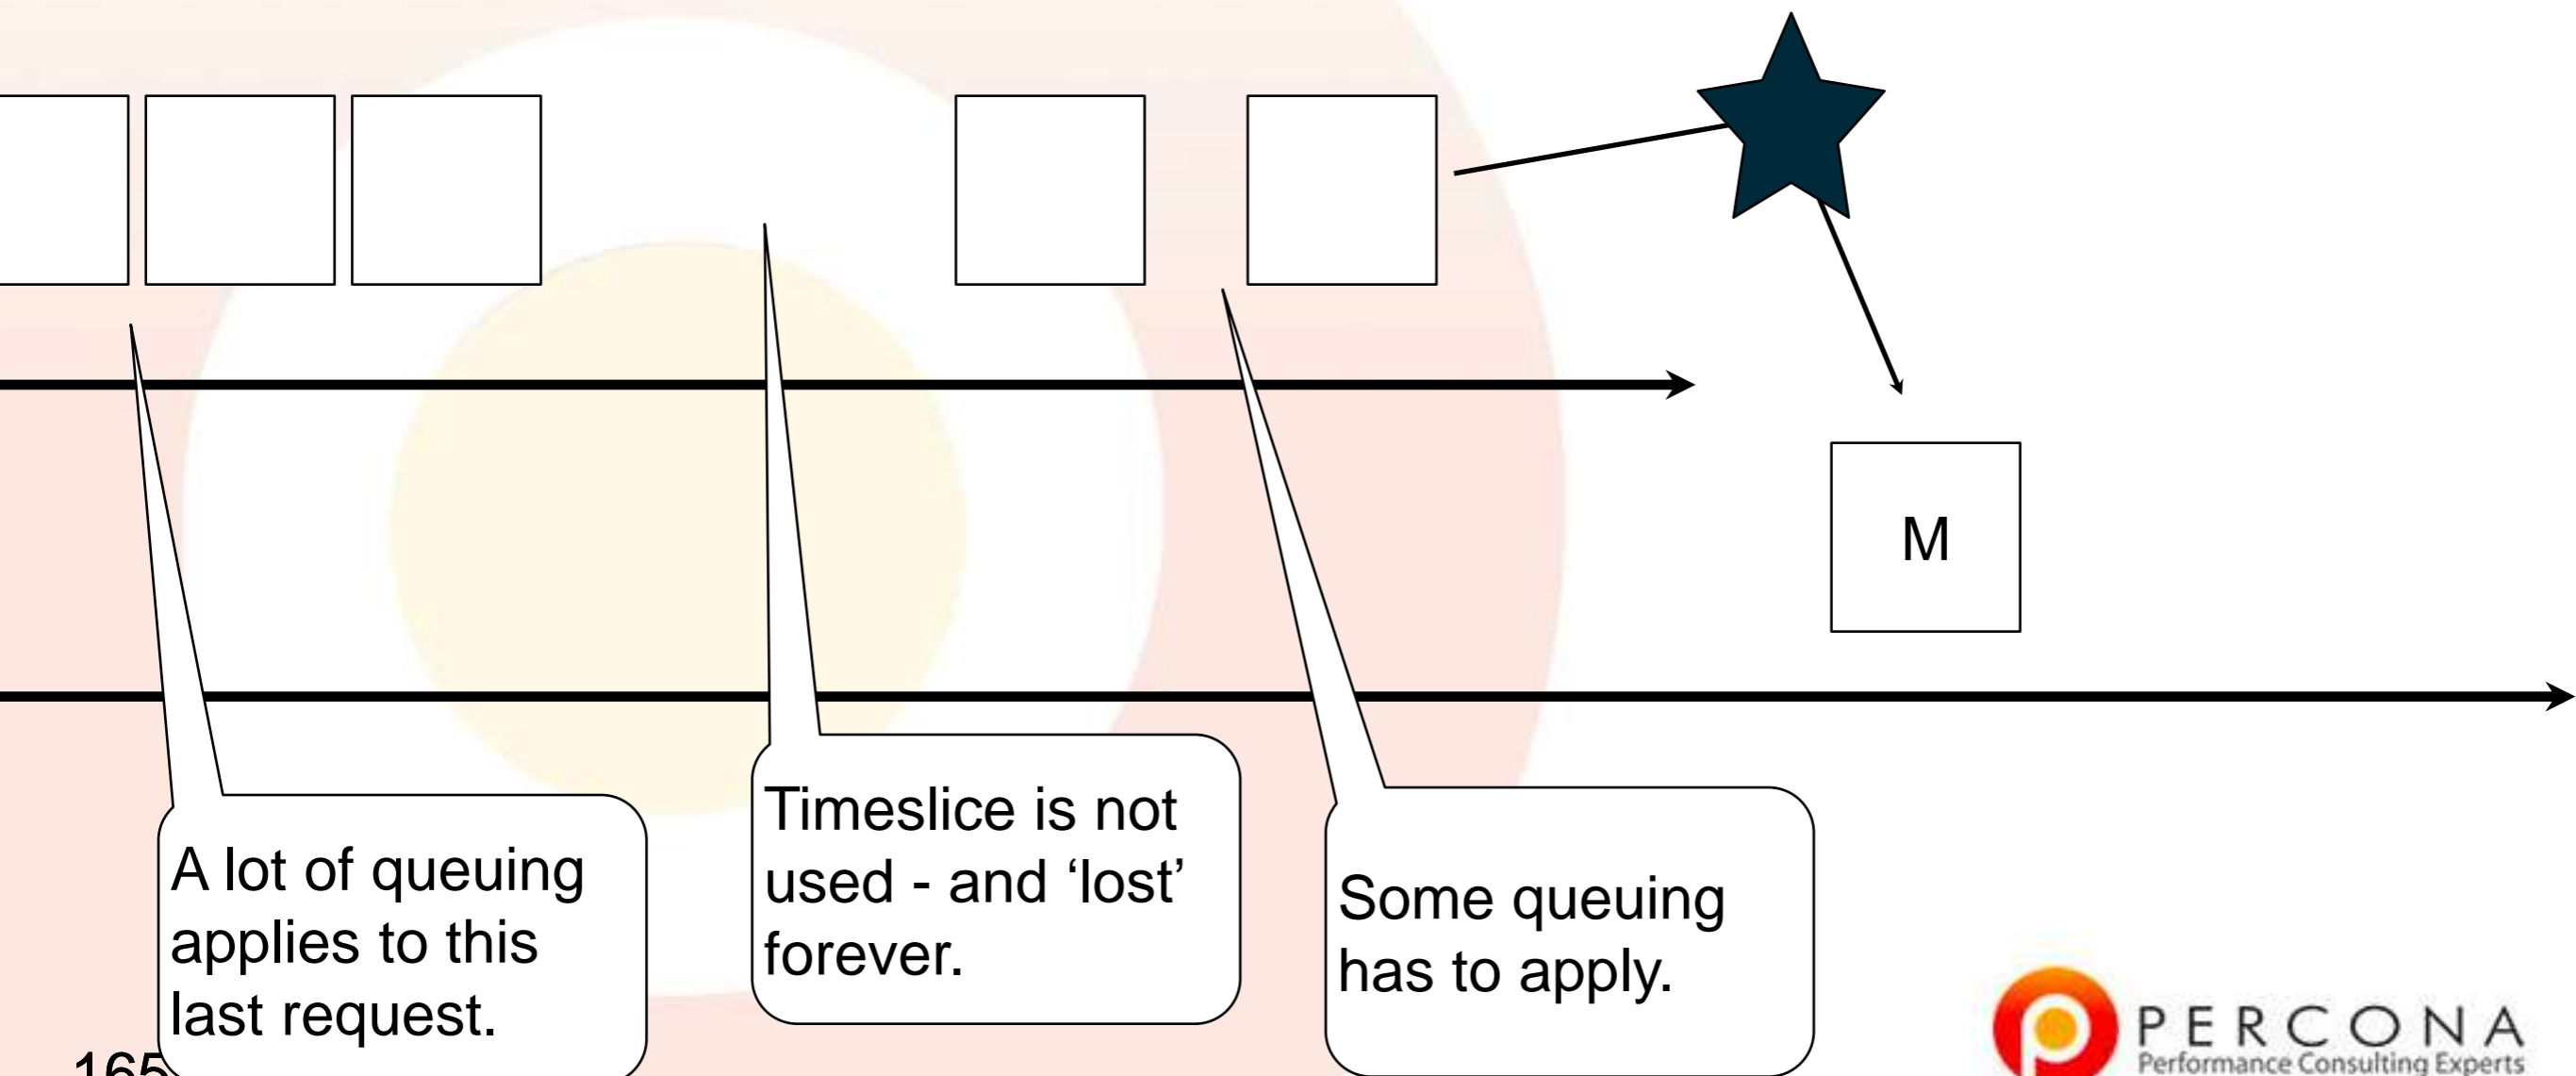 M
A lot of queuing
applies to this
last request.
Timeslice is not
used - and ‘lost’
forever.
Some queuing
has to apply.
165
PERCONA
Performance Consulting Experts